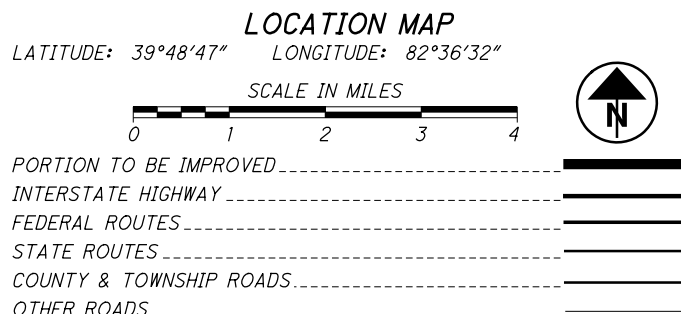 LOCATION MAP
LATITUDE: 39°48'47" LONGITUDE: 82°36'32"
SCALE IN MILES
0 1 2 3 4
N
PORTION TO BE IMPROVED
INTERSTATE HIGHWAY
FEDERAL ROUTES
STATE ROUTES
COUNTY & TOWNSHIP ROADS
OTHER ROADS